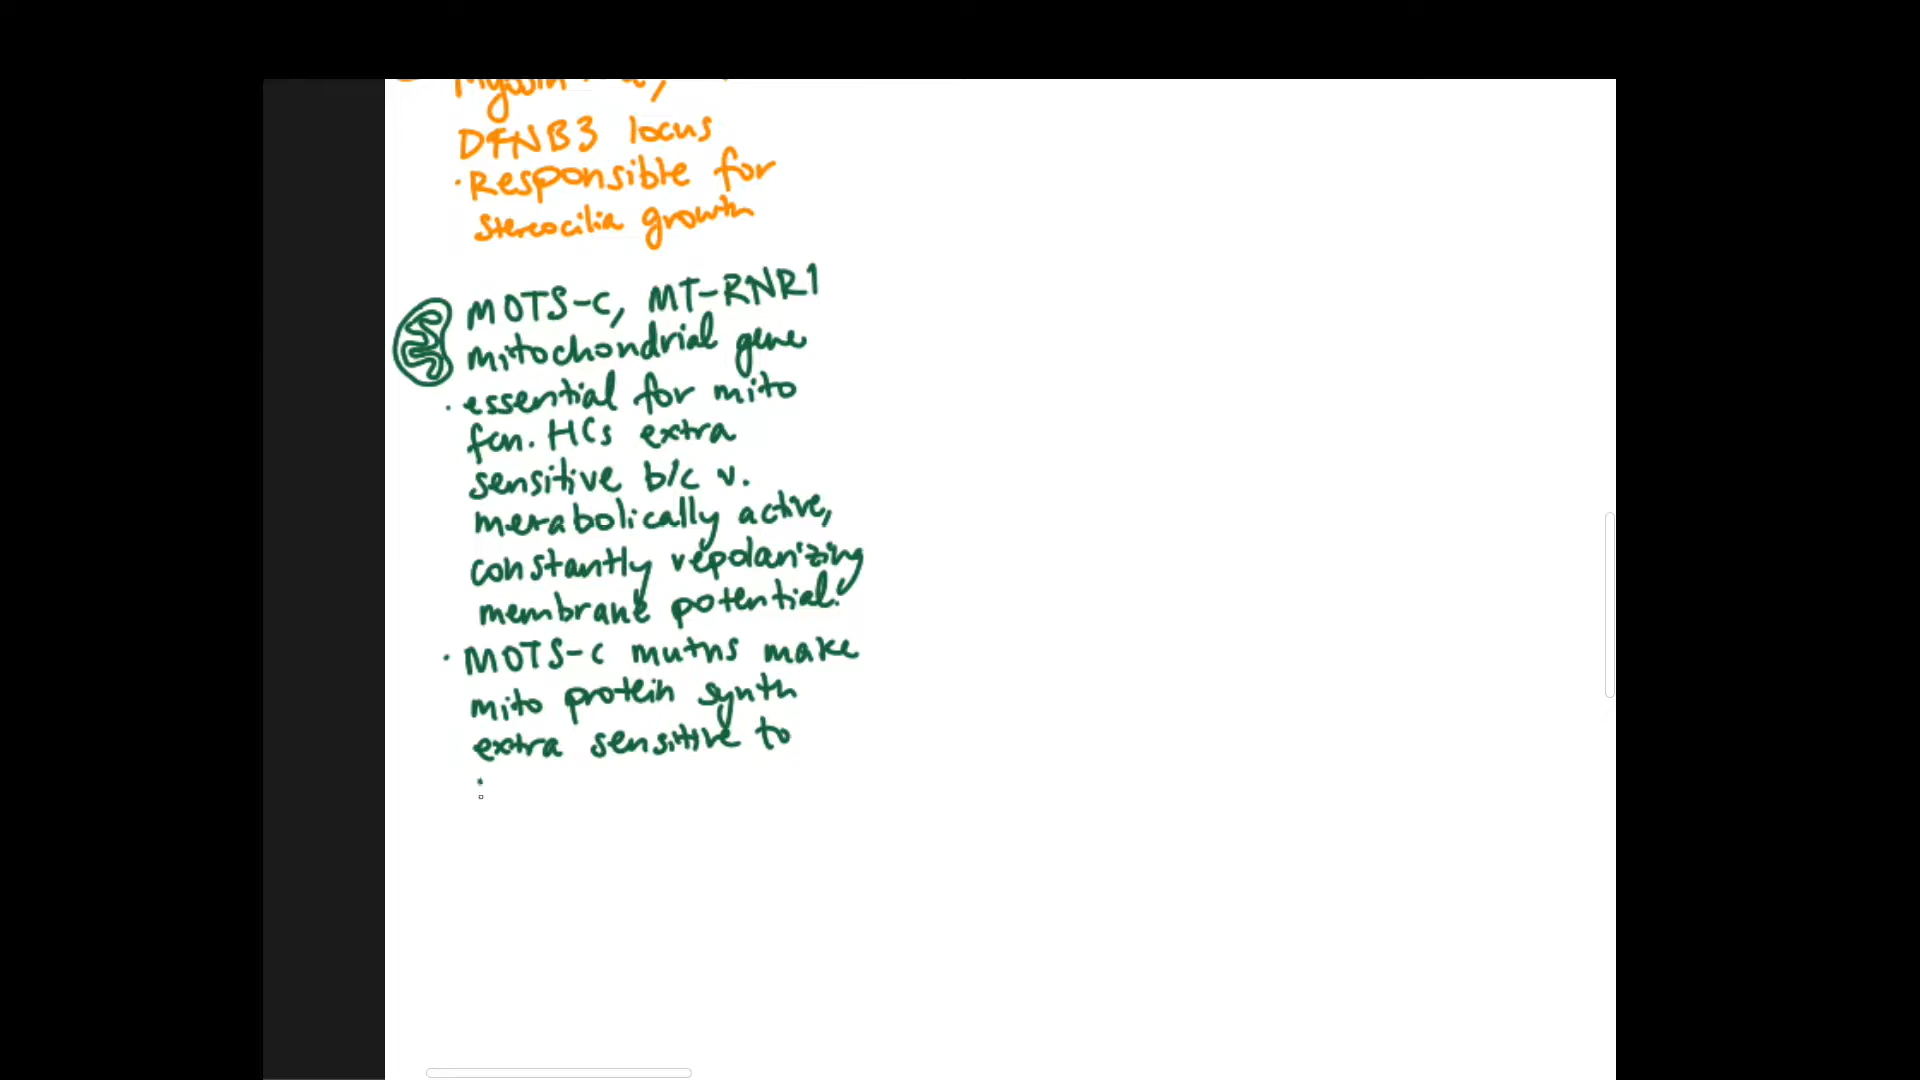 Myosin
DFNB3 locus
· Responsible for
stereocilia growth
MOTS-c, MT-RNR1
mitochondrial gene
· essential for mito
fcn. HCs extra
sensitive b/c v.
metabolically active,
constantly repolarizing
membrane potential.
· MOTS-c mutns make
mito protein synth
extra sensitive to